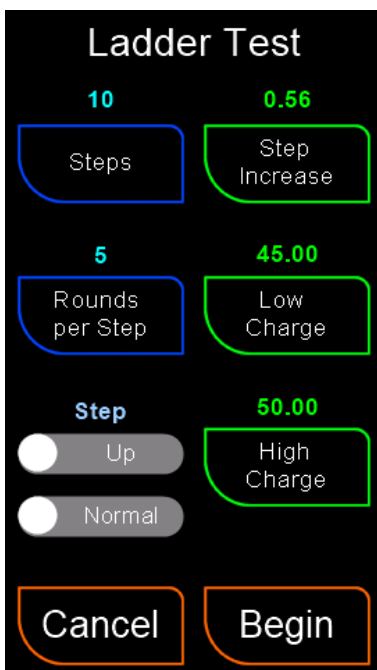 Ladder Test
10
0.56
Steps
Step
Increase
5
45.00
Rounds
per Step
Low
Charge
Step
50.00
Up
High
Charge
Normal
Cancel
Begin